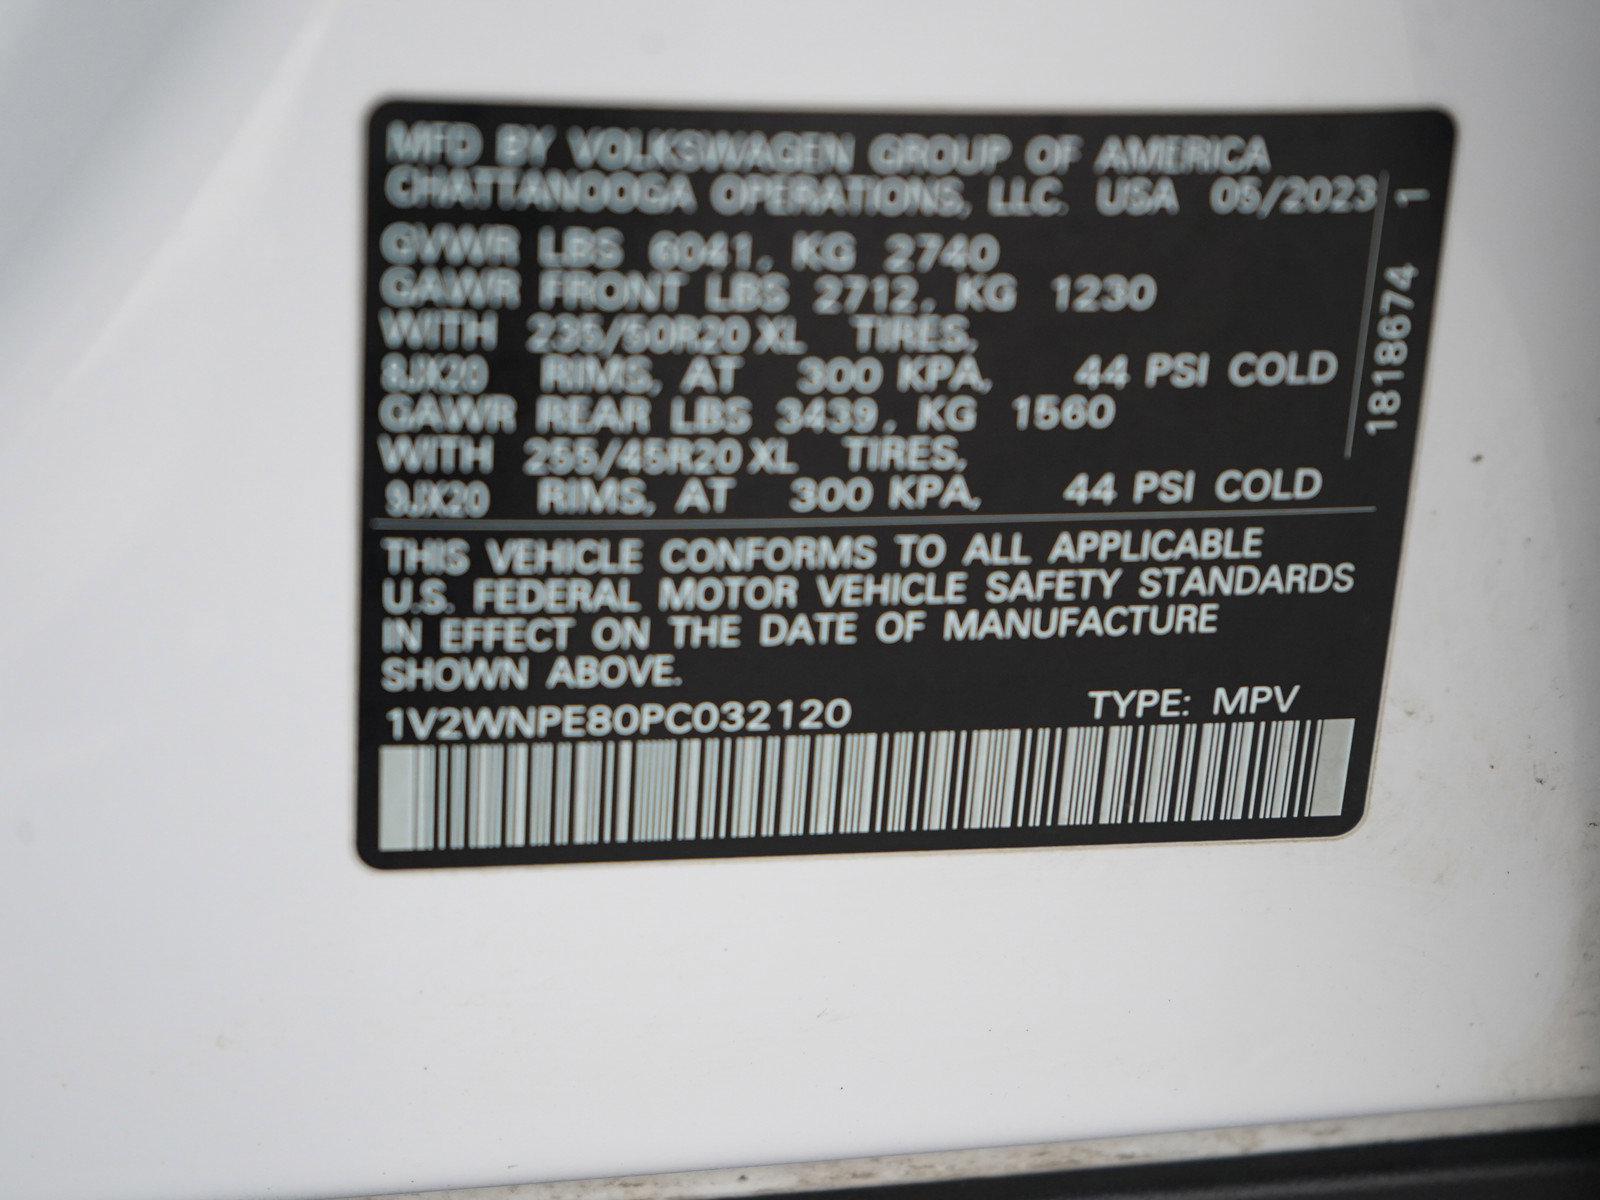 MFD BY VOLKSWAGEN GROUP OF AMERICA
CHATTANOOGA OPERATIONS, LLC. USA 05/2023
GVWR LBS 6041, KG 2740
GAWR FRONT LBS 2712, KG 1230
WITH 235/50R20 XL TIRES,
8JX20 RIMS, AT 300 KPA, 44 PSI COLD
GAWR REAR LBS 3439, KG 1560
WITH 255/45R20 XL TIRES,
9JX20 RIMS, AT 300 KPA, 44 PSI COLD
1818674 1
THIS VEHICLE CONFORMS TO ALL APPLICABLE
U.S. FEDERAL MOTOR VEHICLE SAFETY STANDARDS
IN EFFECT ON THE DATE OF MANUFACTURE
SHOWN ABOVE.
1V2WNPE80PC032120 TYPE: MPV